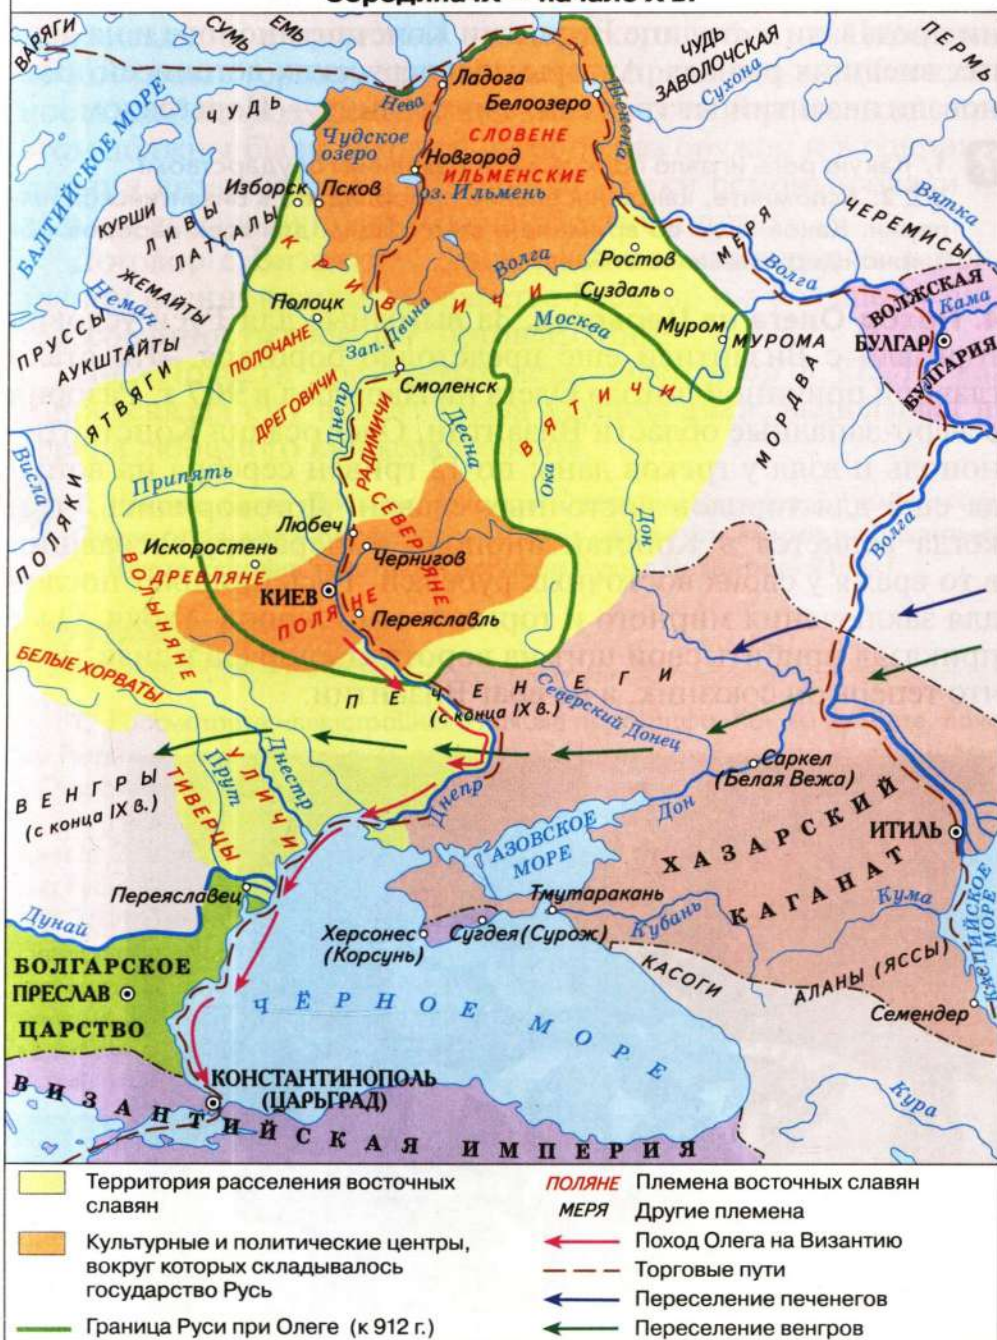 Середина IX — начало X в.
ВАРЯГИ
СУМЬ
ЕМЬ
ЧУДЬ
ЗАВОЛОЧСКАЯ
Сухона
ПЕРМЬ
Ладога
Белоозеро
Нева
Шексна
БАЛТИЙСКОЕ МОРЕ
ЧУДЬ
Чудское
озеро
СЛОВЕНЕ
ИЛЬМЕНСКИЕ
Новгород
оз. Ильмень
Изборск
Псков
КУРШИ
ЛИВЫ
ЛАТГАЛЫ
ЖЕМАЙТЫ
Неман
ПРУССЫ
АУКШТАЙТЫ
ЯТВЯГИ
КРИВИЧИ
Волга
Ростов
Суздаль
МЕРЯ
Волга
ЧЕРЕМИСЫ
Вятка
Кама
ВОЛЖСКАЯ
БУЛГАР
БУЛГАРИЯ
Полоцк
ПОЛОЧАНЕ
Зап. Двина
Москва
Муром
МУРОМА
МОРДВА
Смоленск
ДРЕГОВИЧИ
Днепр
РАДИМИЧИ
Десна
ВЯТИЧИ
Ока
Дон
Волга
Висла
ПОЛЯКИ
Припять
СЕВЕРЯНЕ
Любеч
Чернигов
Искоростень
ДРЕВЛЯНЕ
ВОЛЫНЯНЕ
КИЕВ
ПОЛЯНЕ
Переяславль
БЕЛЫЕ ХОРВАТЫ
ПЕЧЕНЕГИ
(с конца IX в.)
Северский Донец
Саркел
(Белая Вежа)
ВЕНГРЫ
(с конца IX в.)
УЛИЧИ
ТИВЕРЦЫ
Прут
Днестр
Днепр
Дон
АЗОВСКОЕ
МОРЕ
ХАЗАРСКИЙ
КАГАНАТ
ИТИЛЬ
Переяславец
Дунай
Тмутаракань
Кубань
Кума
КАСПИЙСКОЕ
МОРЕ
Херсонес
(Корсунь)
Сугдея (Сурож)
КАСОГИ
АЛАНЫ (ЯССЫ)
Семендер
БОЛГАРСКОЕ
ПРЕСЛАВ
ЦАРСТВО
ЧЁРНОЕ МОРЕ
КОНСТАНТИНОПОЛЬ
(ЦАРЬГРАД)
Кура
ВИЗАНТИЙСКАЯ ИМПЕРИЯ
Территория расселения восточных
славян
Культурные и политические центры,
вокруг которых складывалось
государство Русь
Граница Руси при Олеге (к 912 г.)
ПОЛЯНЕ Племена восточных славян
МЕРЯ Другие племена
Поход Олега на Византию
Торговые пути
Переселение печенегов
Переселение венгров